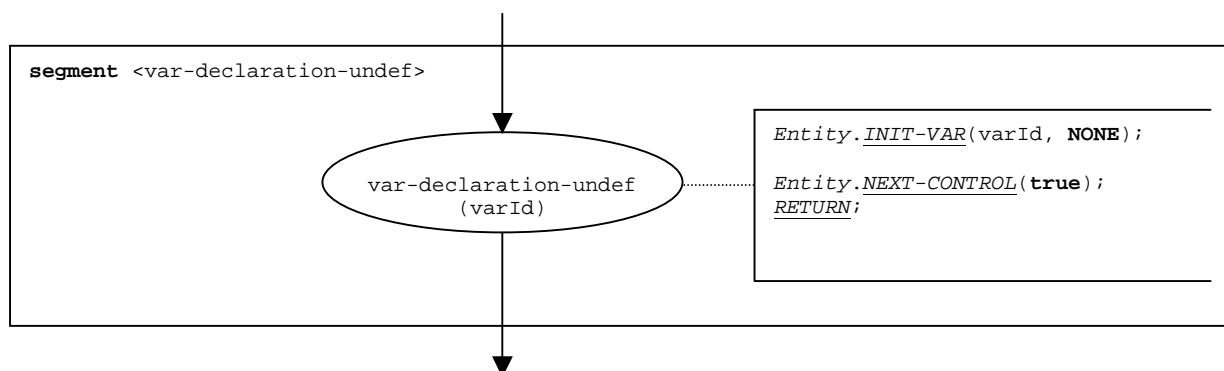 segment <var-declaration-undef>
var-declaration-undef
(varId)
Entity.INIT-VAR(varId, NONE);
Entity.NEXT-CONTROL(true);
RETURN;